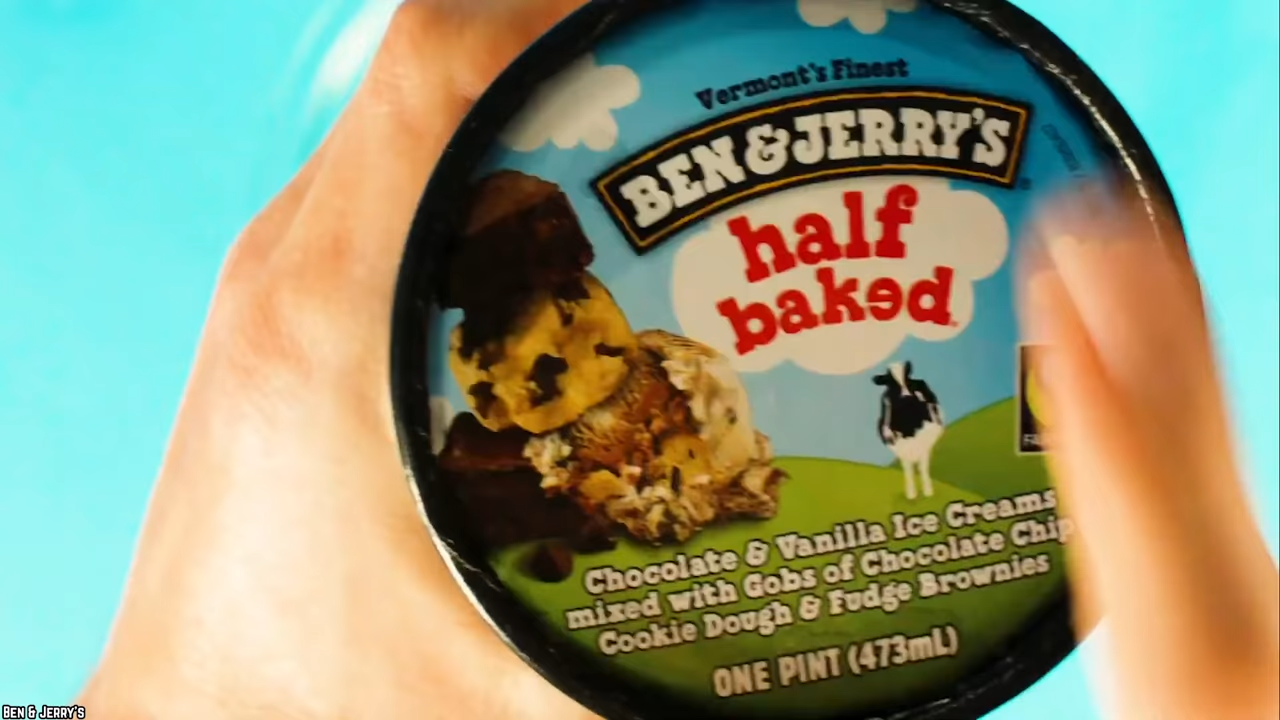 Vermont's Finest
BEN & JERRY'S
half
baked
Chocolate & Vanilla Ice Creams
mixed with Gobs of Chocolate Chip
Cookie Dough & Fudge Brownies
ONE PINT (473mL)
BEN & JERRY'S